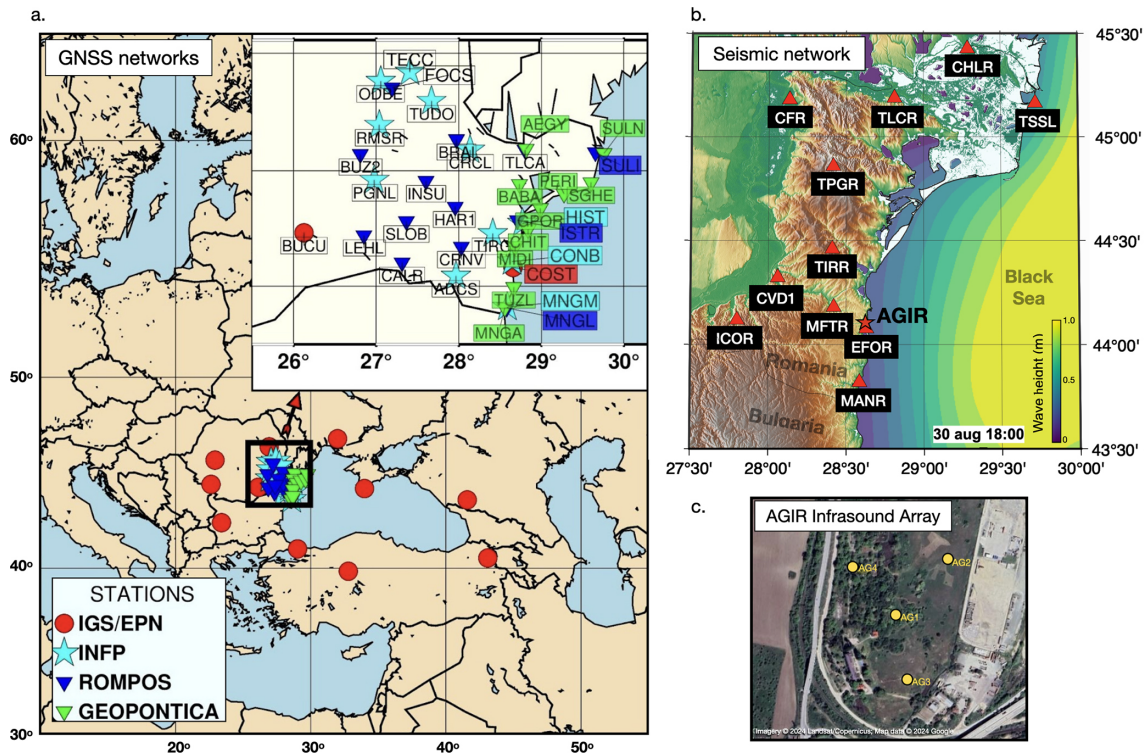 a.
GNSS networks
TECC
FOCS
ODBE
TUDO
RMSR
AEGY
SULN
BRAI
CRCL
TLCA
SULI
BUZ2
PGNL
INSU
PERI
BABA
SGHE
HAR1
GPOR
HIST
SLOB
ISTR
BUCU
LEHL
CRNV
CHIT
MIDI
CONB
CALR
ADCS
COST
TUZL
MNGM
MNGL
MNGA
26
27
28
29
30°
60°
50°
40°
30°
STATIONS
IGS/EPN
INFP
ROMPOS
GEOPONTICA
30°
20°
30°
40°
50°
b.
Seismic network
CHLR
CFR
TLCR
TSSL
TPGR
TIRR
CVD1
MFTR
AGIR
ICOR
EFOR
MANR
Black
Sea
Romania
Bulgaria
Wave height (m)
1.0
0.5
0
30 aug 18:00
45°30'
45°00'
44°30'
44°00'
43°30'
27°30'
28°00'
28°30'
29°00'
29°30'
30°00'
c.
AGIR Infrasound Array
AG4
AG2
AG1
AG3
Imagery © 2024 Landsat/Copernicus, Map data © 2024 Google